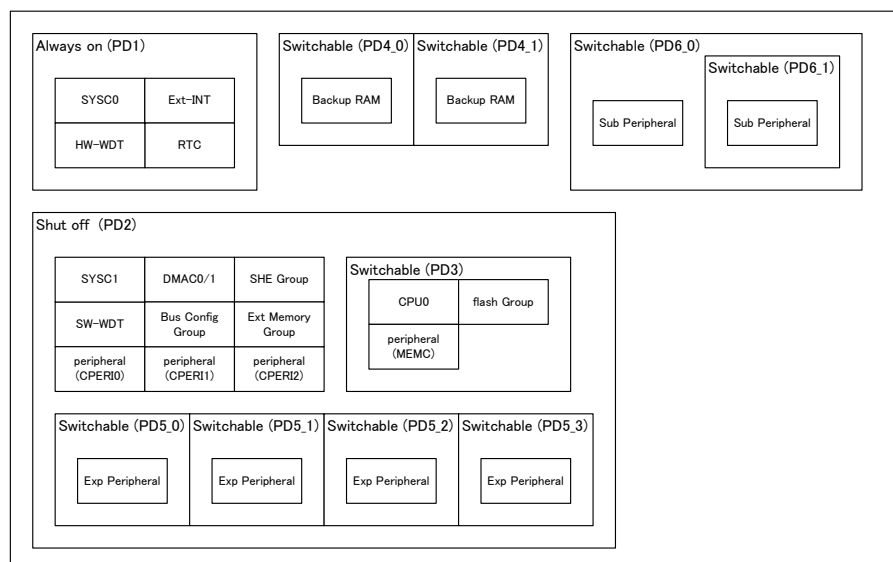 Always on (PD1)
SYSC0
Ext-INT
HW-WDT
RTC
Switchable (PD4_0)
Backup RAM
Switchable (PD4_1)
Backup RAM
Switchable (PD6_0)
Sub Peripheral
Switchable (PD6_1)
Sub Peripheral
Shut off (PD2)
SYSC1
DMAC0/1
SHE Group
SW-WDT
Bus Config
Group
Ext Memory
Group
peripheral
(CPERI0)
peripheral
(CPERI1)
peripheral
(CPERI2)
Switchable (PD3)
CPU0
flash Group
peripheral
(MEMC)
Switchable (PD5_0)
Exp Peripheral
Switchable (PD5_1)
Exp Peripheral
Switchable (PD5_2)
Exp Peripheral
Switchable (PD5_3)
Exp Peripheral